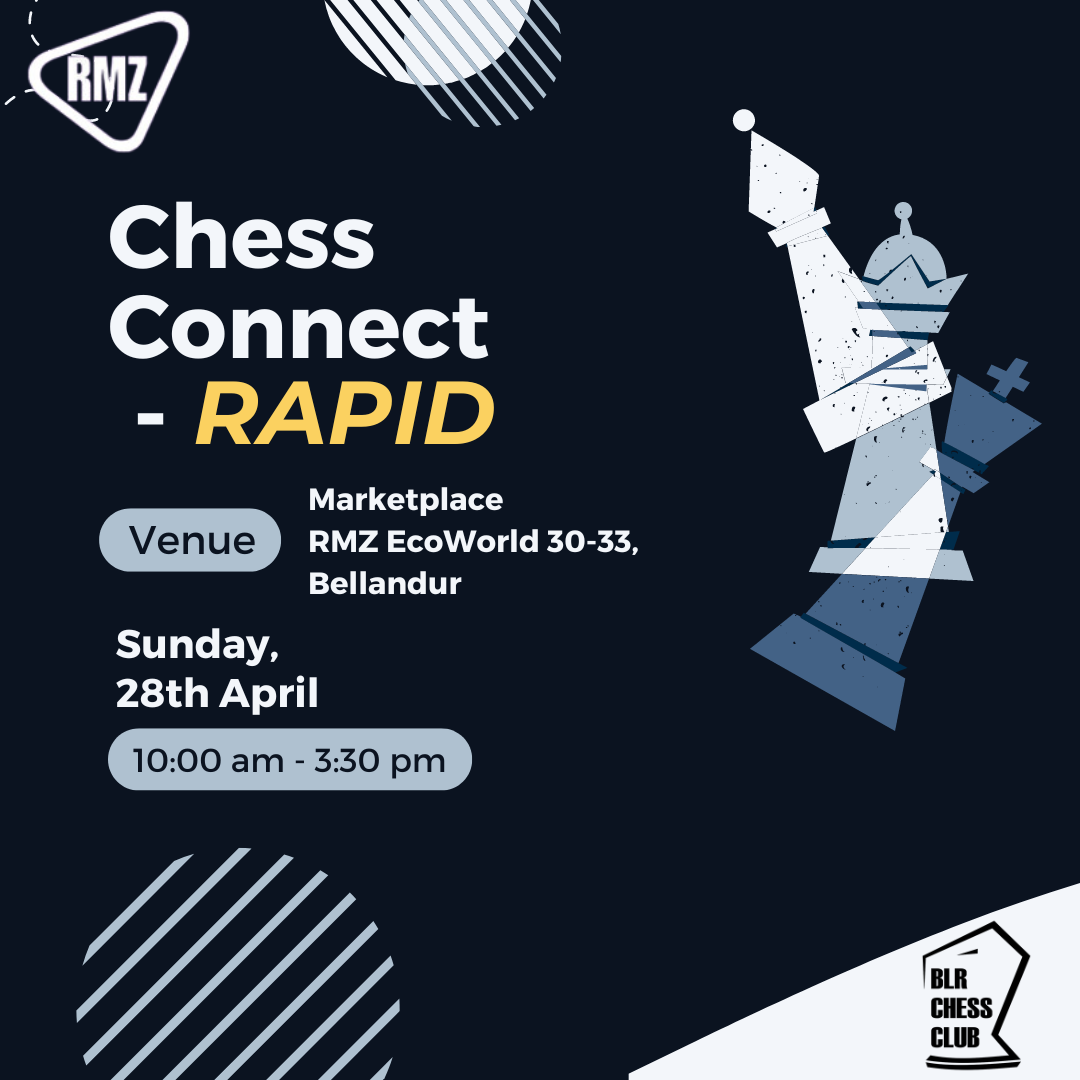 RMZ
Chess
Connect
- RAPID
Venue
Marketplace
RMZ EcoWorld 30-33,
Bellandur
Sunday,
28th April
10:00 am - 3:30 pm
BLR
CHESS
CLUB